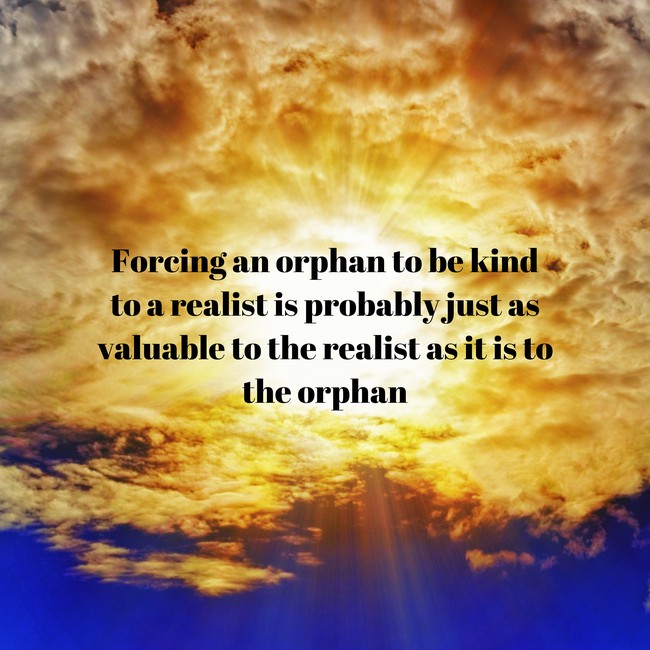 Forcing an orphan to be kind
to a realist is probably just as
valuable to the realist as it is to
the orphan